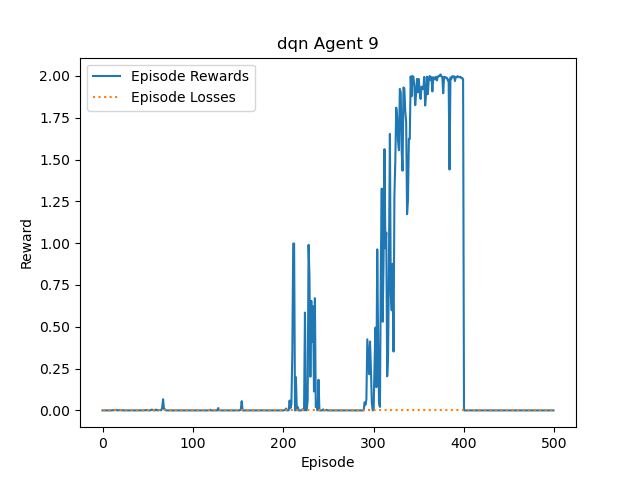 dqn Agent 9
Episode Rewards
Episode Losses
2.00
1.75
1.50
1.25
1.00
0.75
0.50
0.25
0.00
Reward
0 100 200 300 400 500
Episode